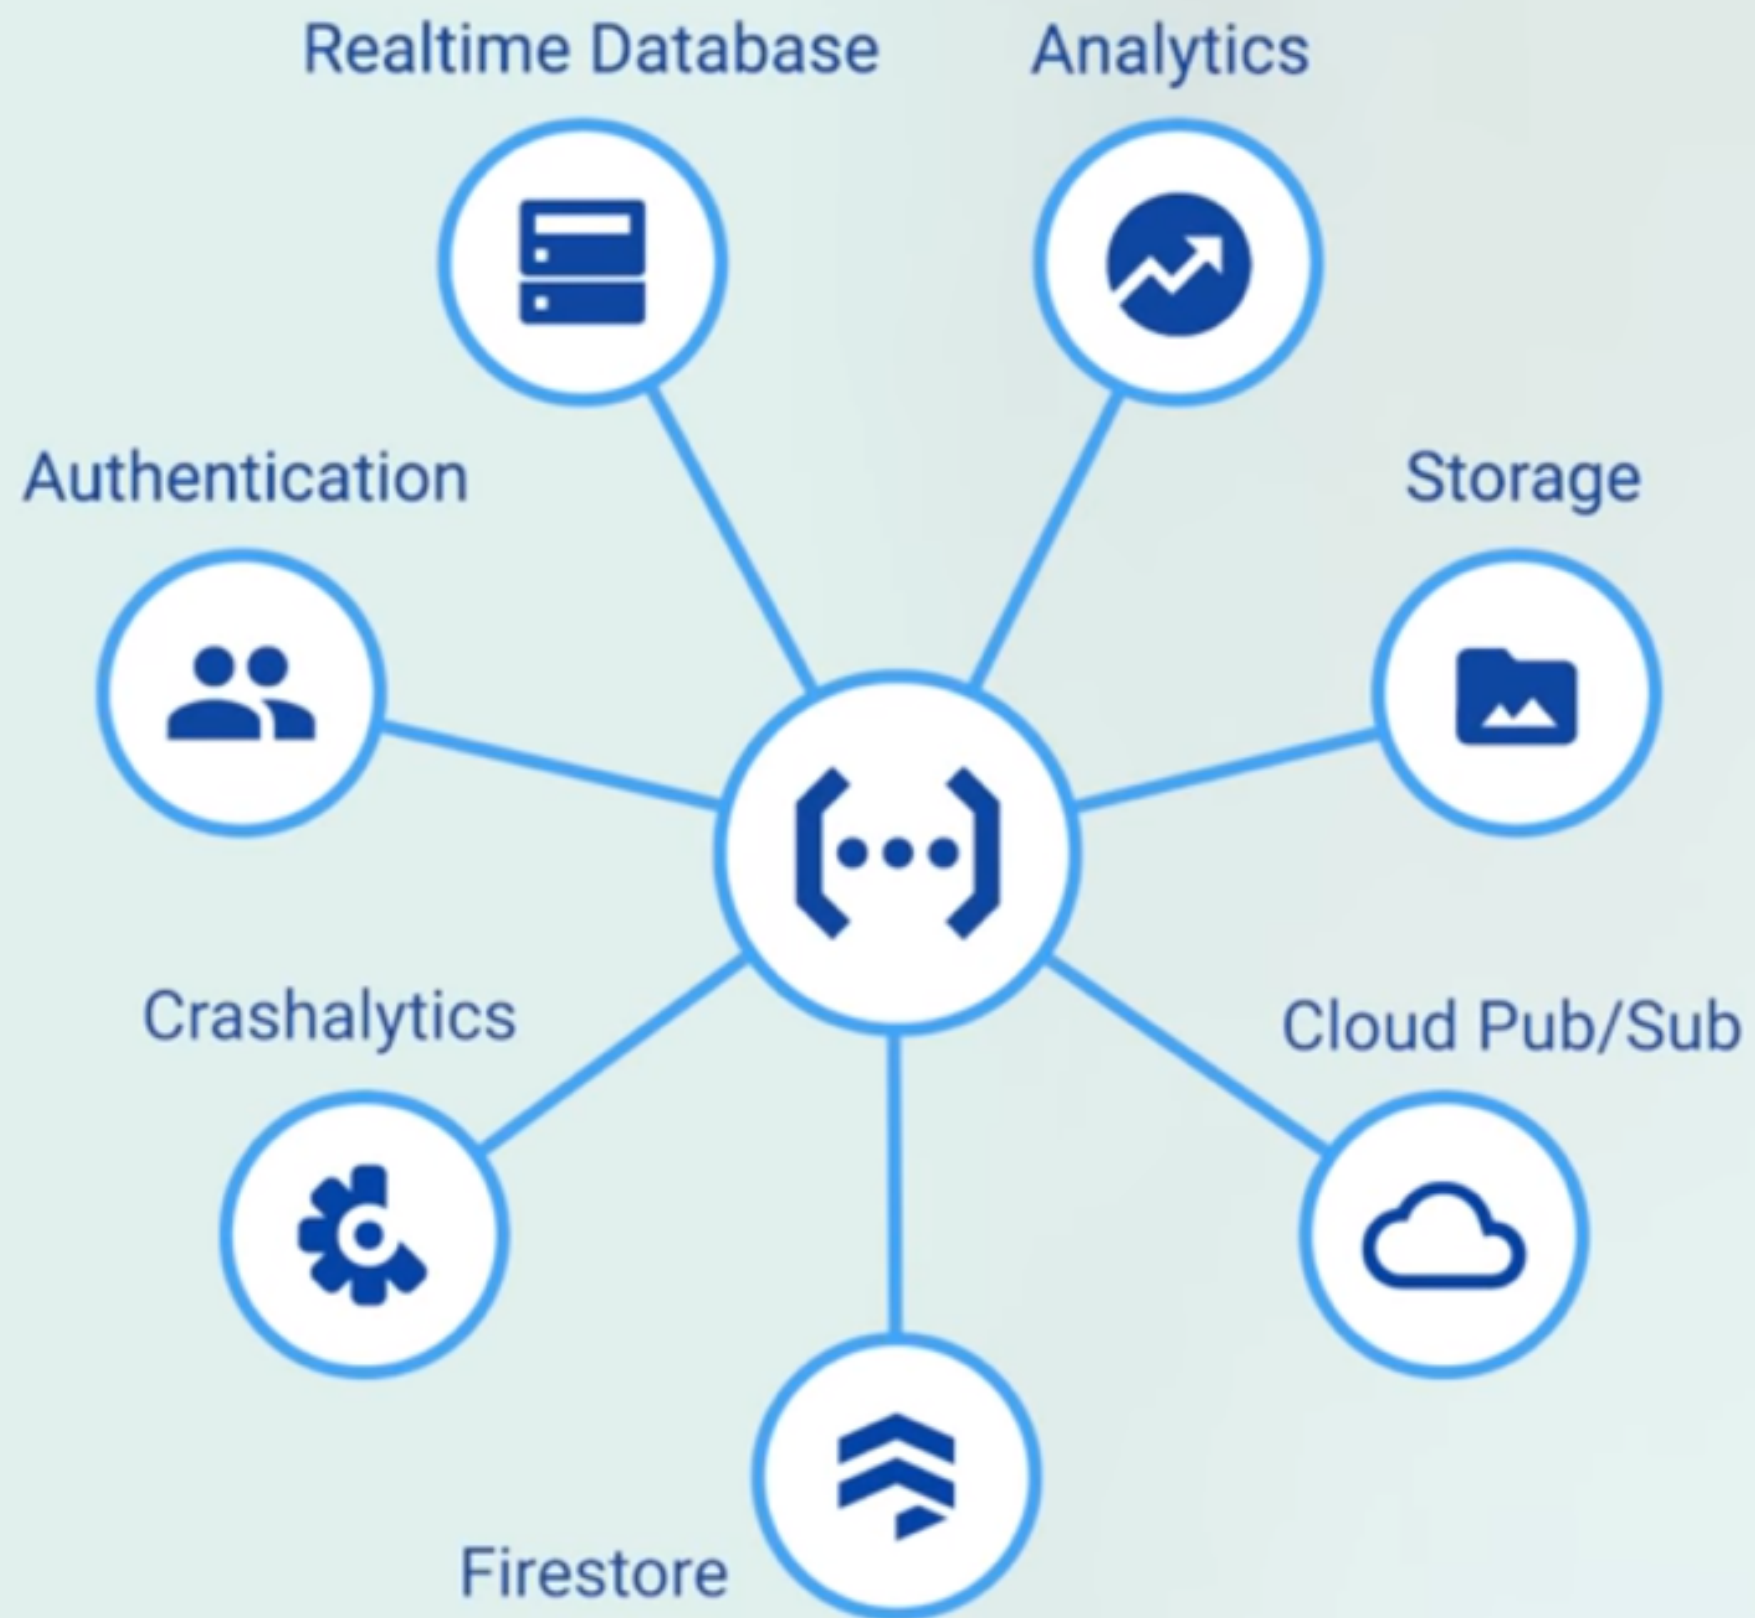 Realtime Database
Analytics
Authentication
Storage
Crashalytics
Cloud Pub/Sub
Firestore